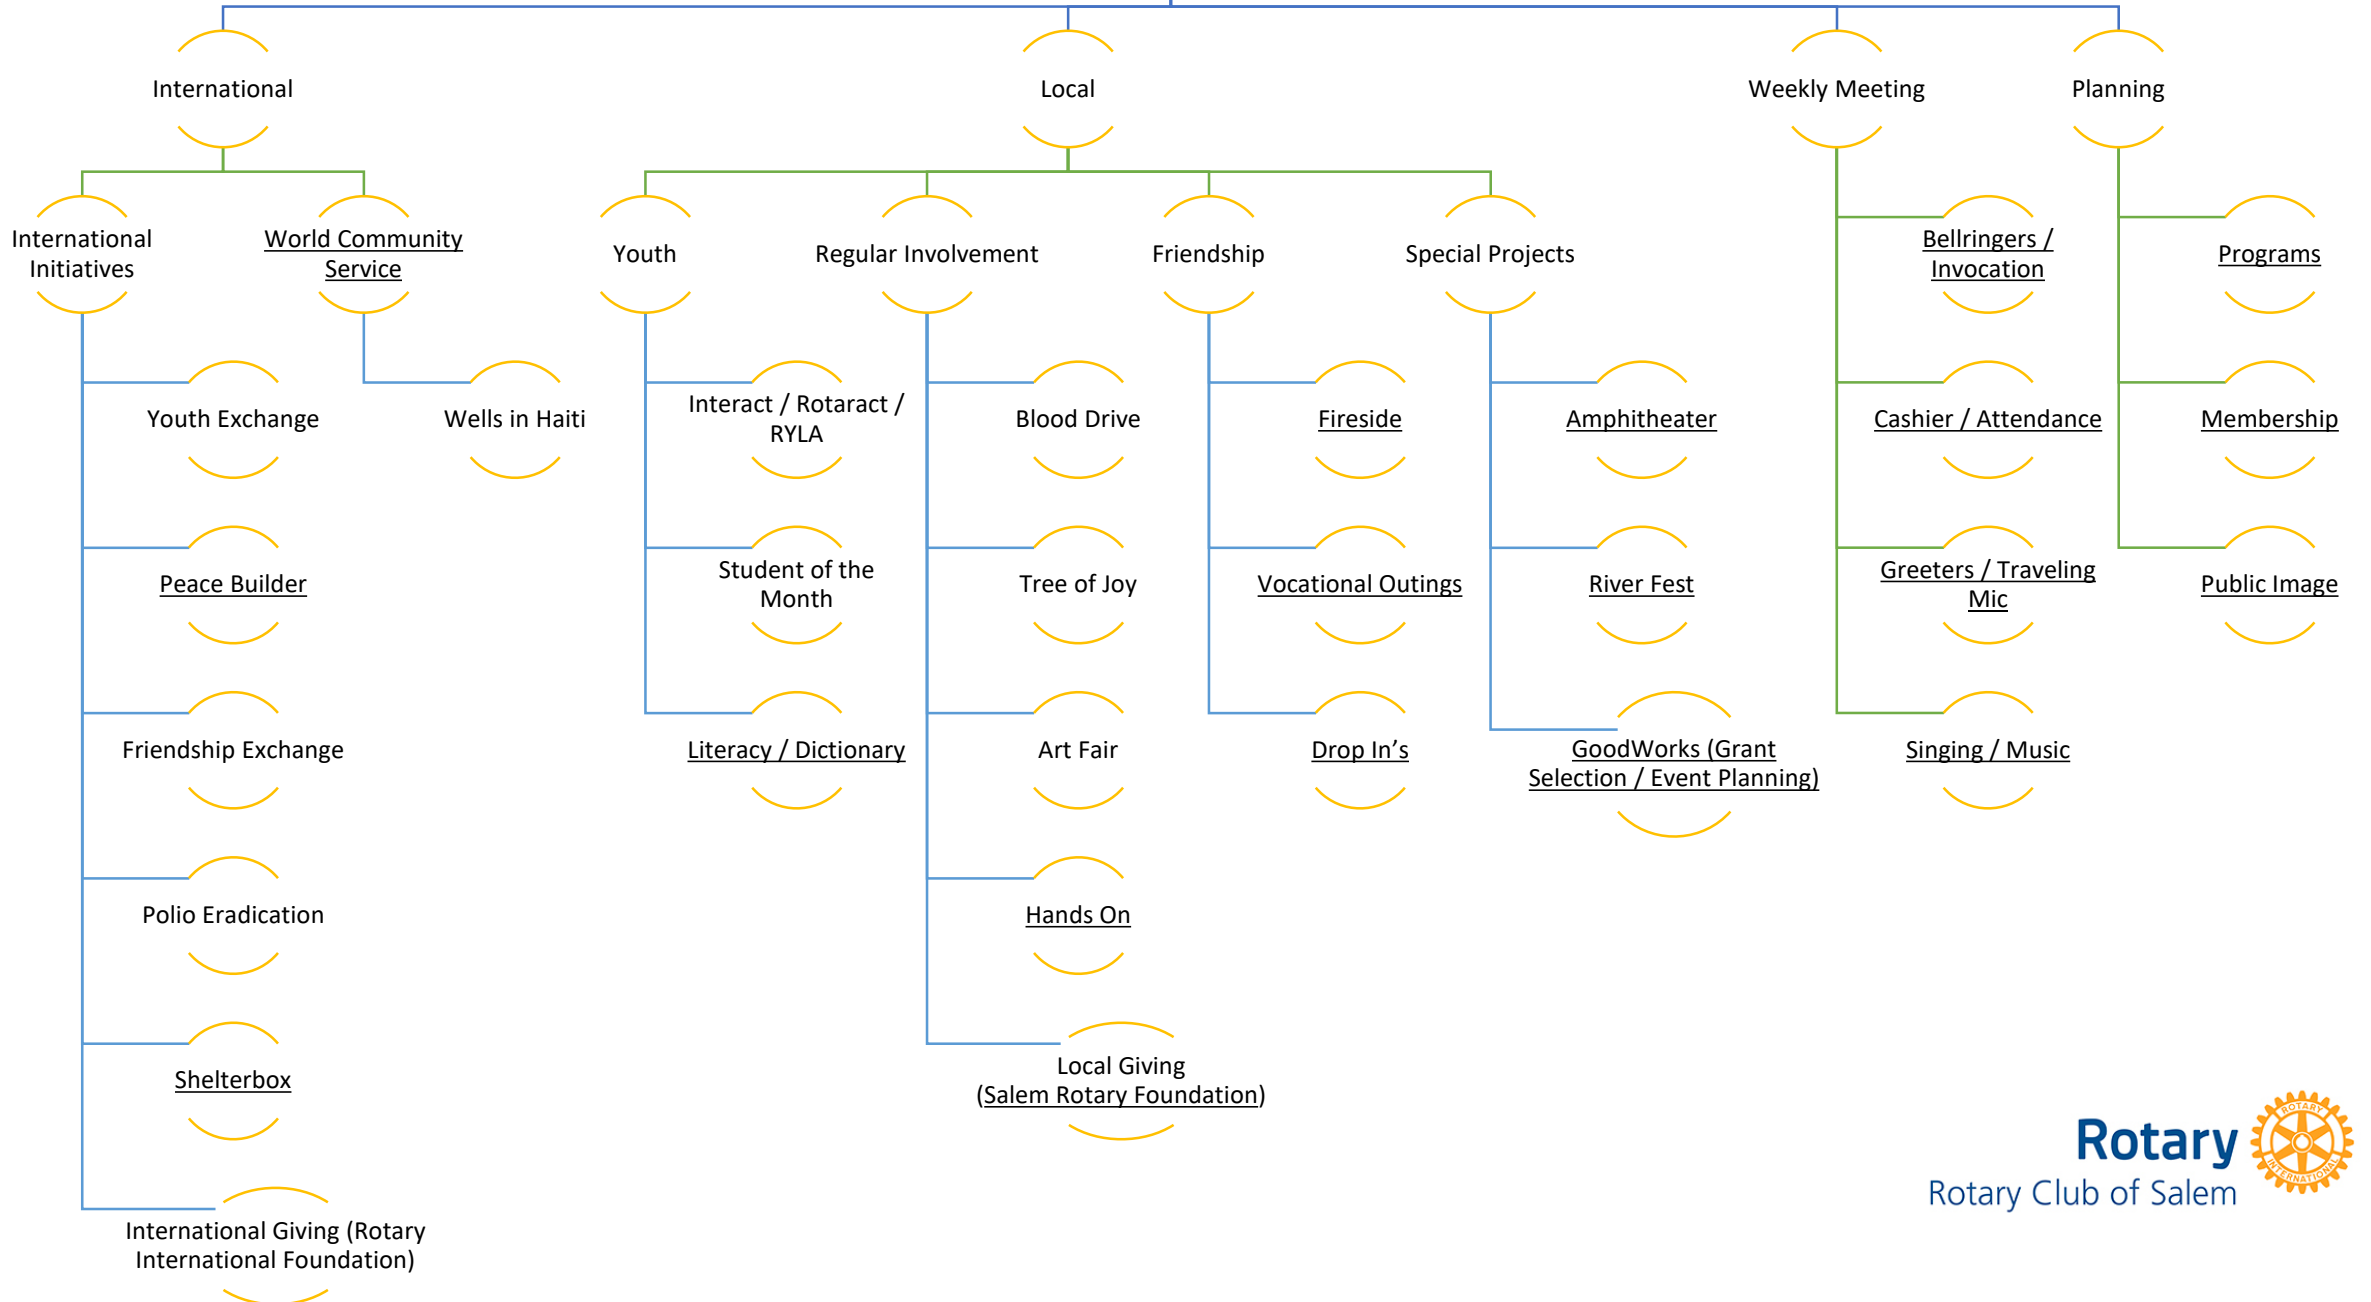 International
Local
Weekly Meeting
Planning
International
Initiatives
World Community
Service
Youth
Regular Involvement
Friendship
Special Projects
Bellringers /
Invocation
Programs
Youth Exchange
Wells in Haiti
Interact / Rotaract /
RYLA
Blood Drive
Fireside
Amphitheater
Cashier / Attendance
Membership
Peace Builder
Student of the
Month
Tree of Joy
Vocational Outings
River Fest
Greeters / Traveling
Mic
Public Image
Friendship Exchange
Literacy / Dictionary
Art Fair
Drop In’s
GoodWorks (Grant
Selection / Event Planning)
Singing / Music
Polio Eradication
Hands On
Shelterbox
Local Giving
(Salem Rotary Foundation)
International Giving (Rotary
International Foundation)
Rotary
Rotary Club of Salem
ROTARY
INTERNATIONAL